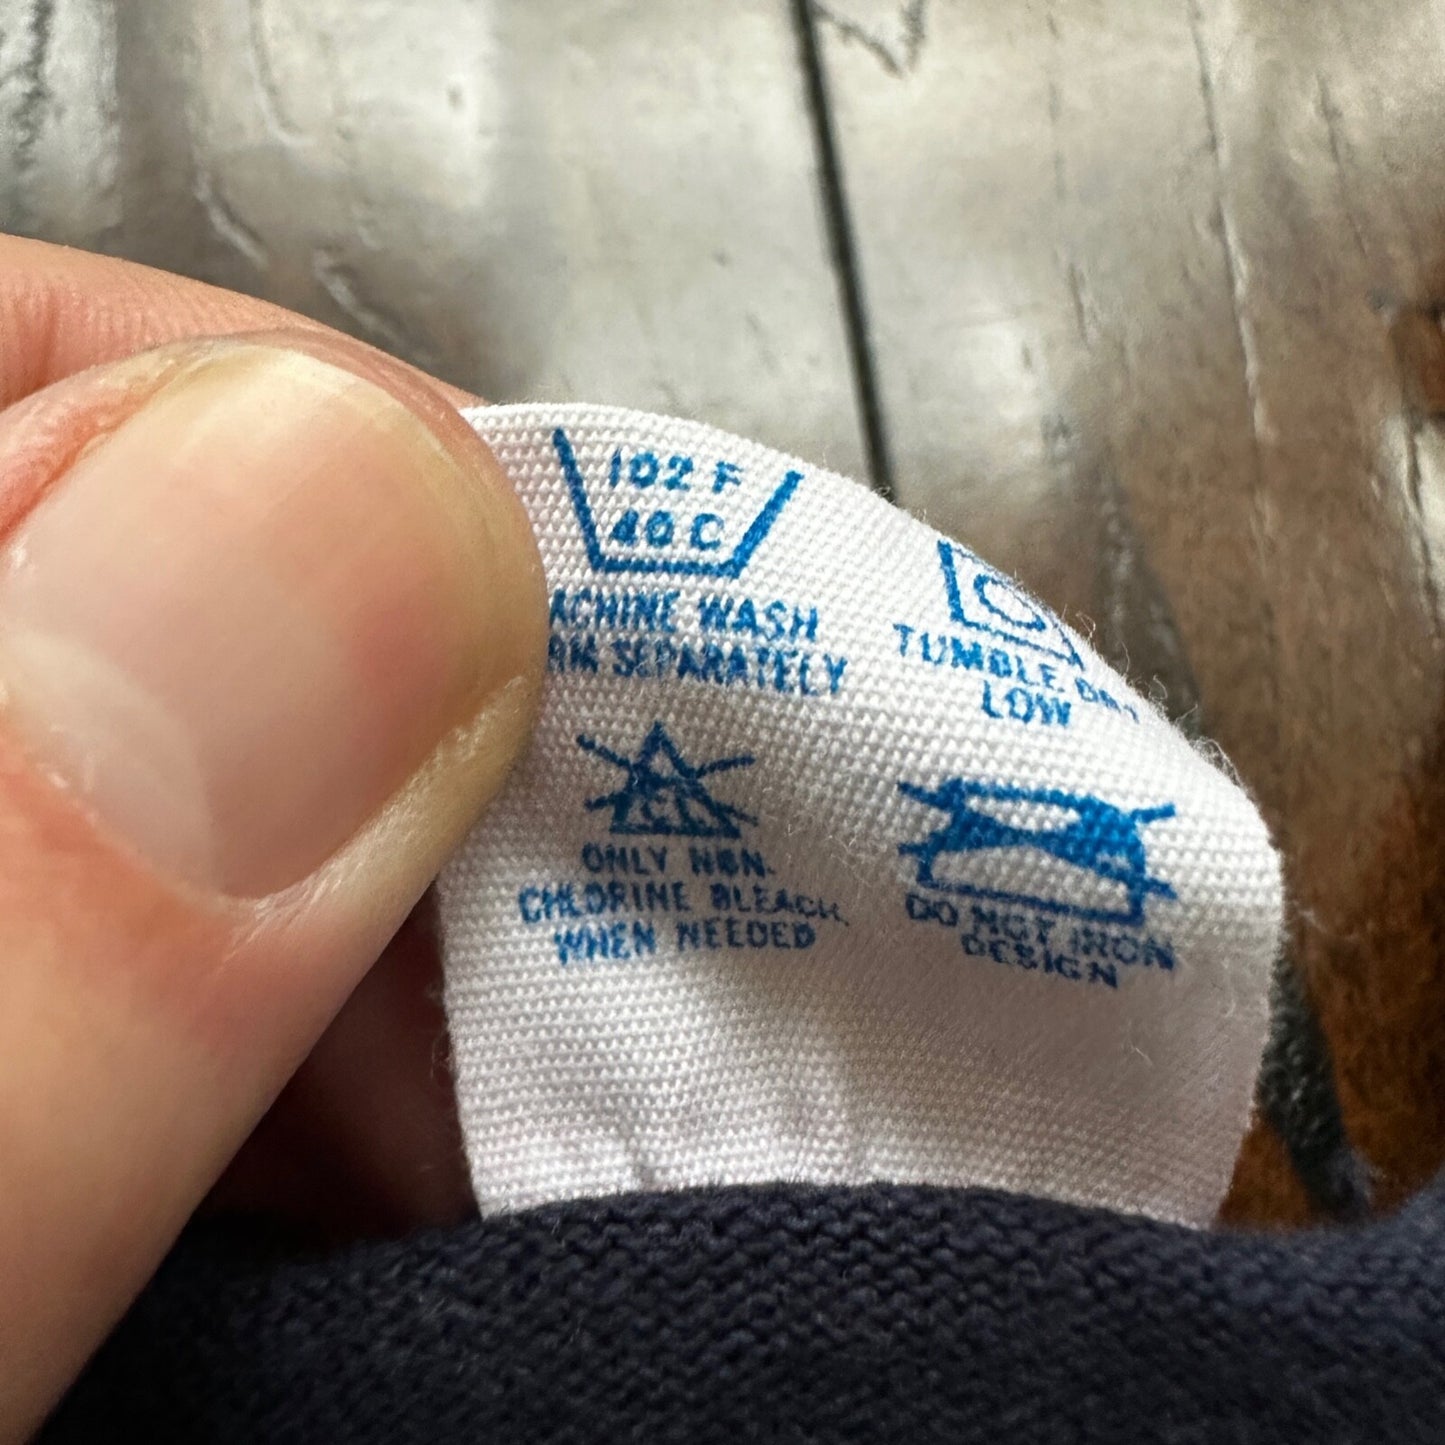 102 F
40 C
ACHINE WASH
RM SEPARATELY
TUMBLE DRY
LOW
CL
ONLY NON-
CHLORINE BLEACH
WHEN NEEDED
DO NOT IRON
DESIGN